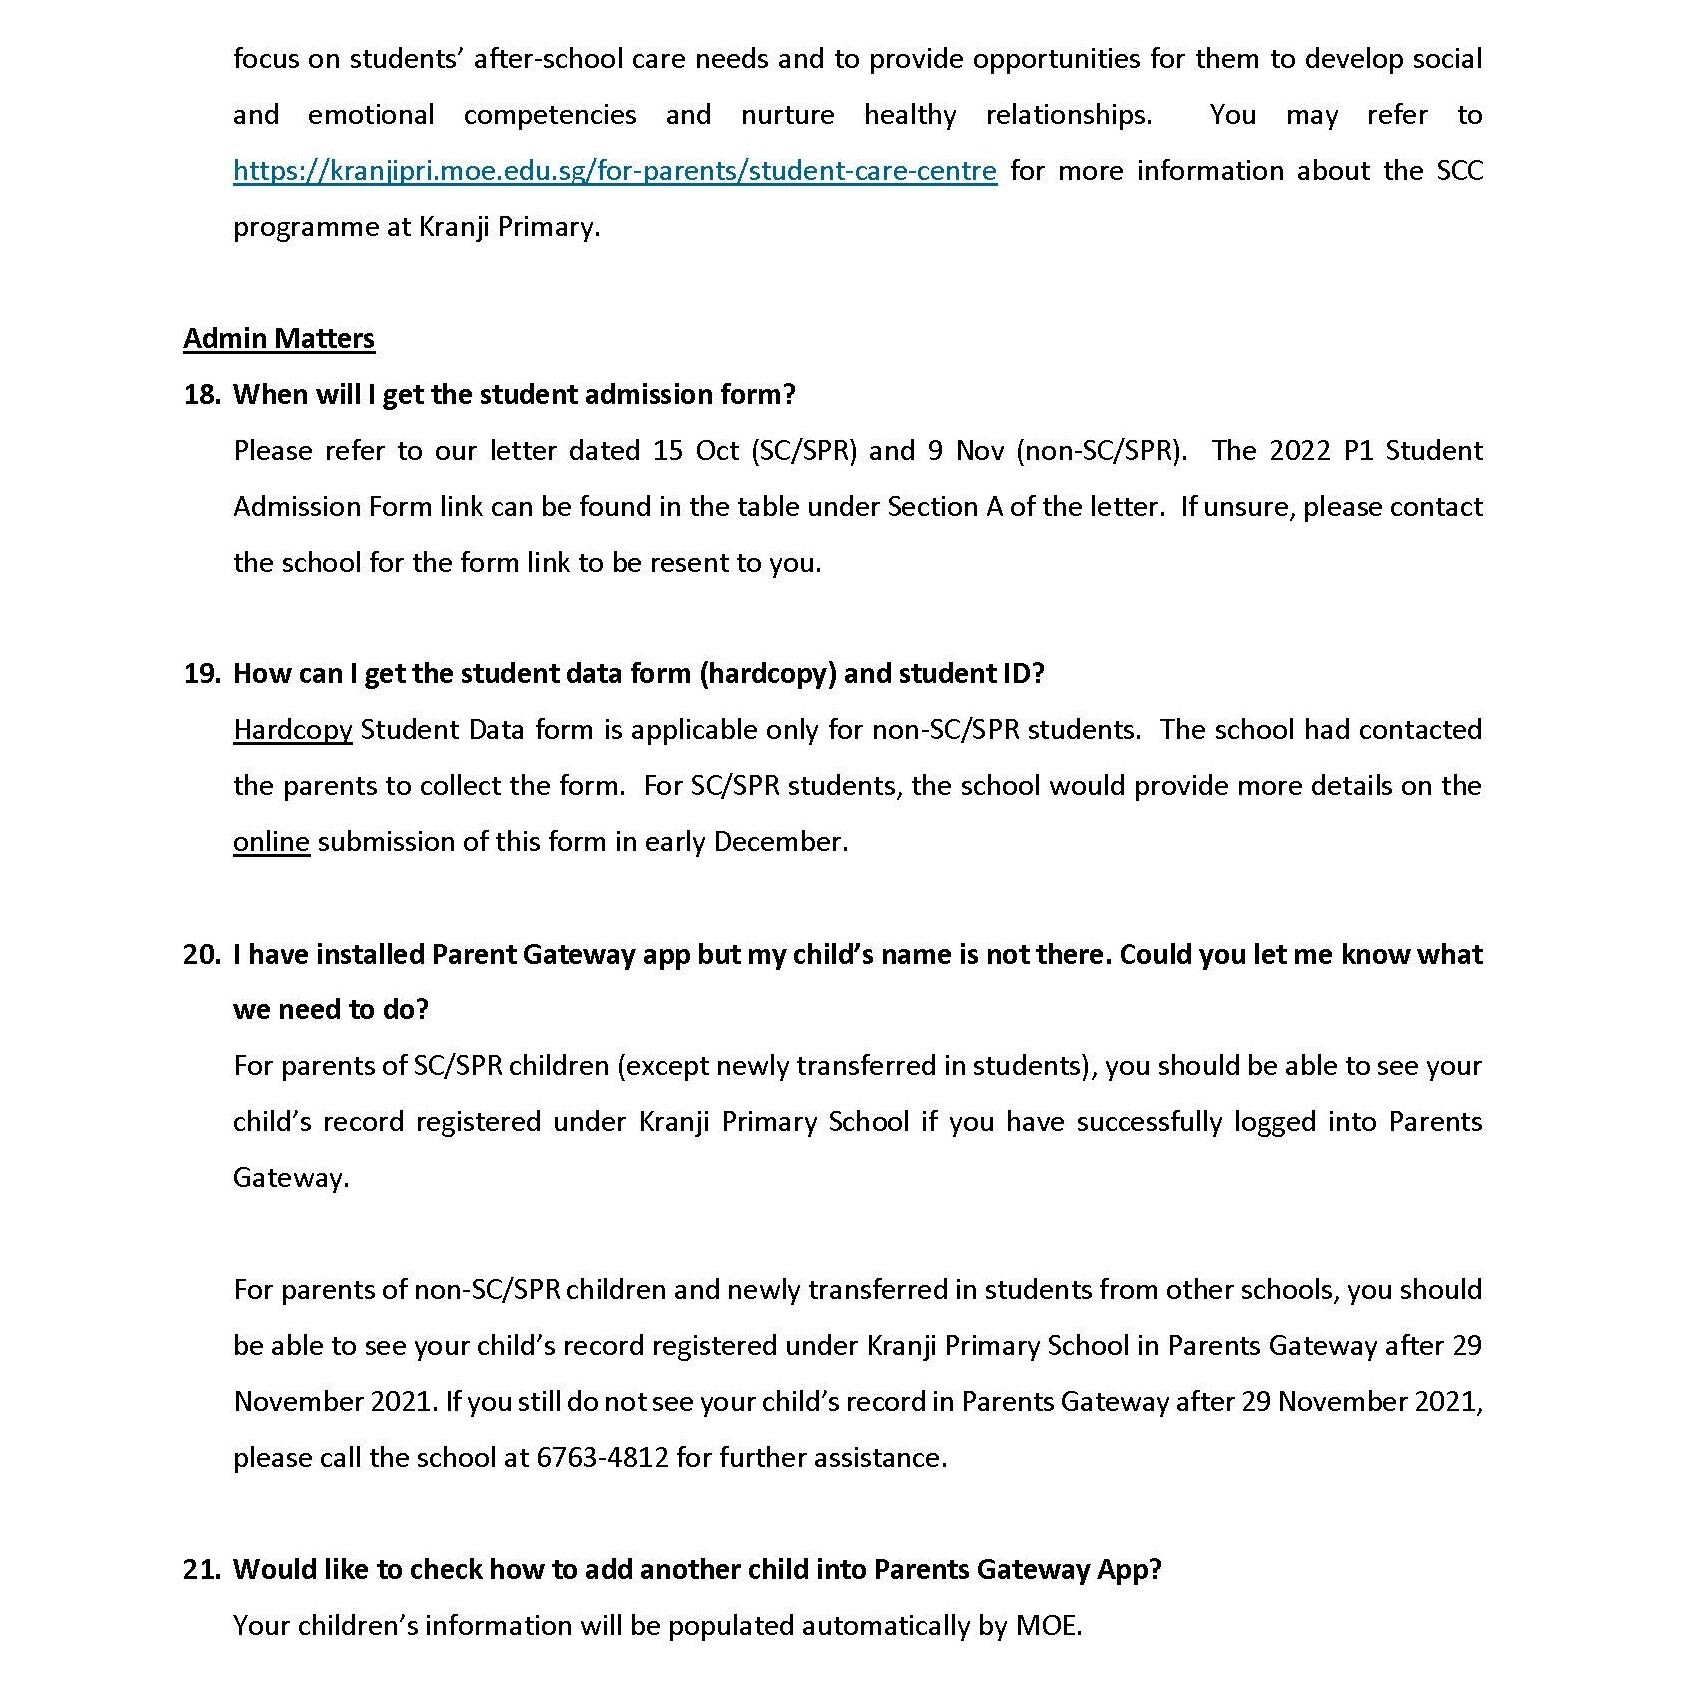 focus on students’ after-school care needs and to provide opportunities for them to develop social
and emotional competencies and nurture healthy relationships.  You may refer to
https://kranjipri.moe.edu.sg/for-parents/student-care-centre for more information about the SCC
programme at Kranji Primary.
Admin Matters
18. When will I get the student admission form?
Please refer to our letter dated 15 Oct (SC/SPR) and 9 Nov (non-SC/SPR).  The 2022 P1 Student
Admission Form link can be found in the table under Section A of the letter.  If unsure, please contact
the school for the form link to be resent to you.
19. How can I get the student data form (hardcopy) and student ID?
Hardcopy Student Data form is applicable only for non-SC/SPR students.  The school had contacted
the parents to collect the form.  For SC/SPR students, the school would provide more details on the
online submission of this form in early December.
20. I have installed Parent Gateway app but my child’s name is not there. Could you let me know what
we need to do?
For parents of SC/SPR children (except newly transferred in students), you should be able to see your
child’s record registered under Kranji Primary School if you have successfully logged into Parents
Gateway.
For parents of non-SC/SPR children and newly transferred in students from other schools, you should
be able to see your child’s record registered under Kranji Primary School in Parents Gateway after 29
November 2021. If you still do not see your child’s record in Parents Gateway after 29 November 2021,
please call the school at 6763-4812 for further assistance.
21. Would like to check how to add another child into Parents Gateway App?
Your children’s information will be populated automatically by MOE.